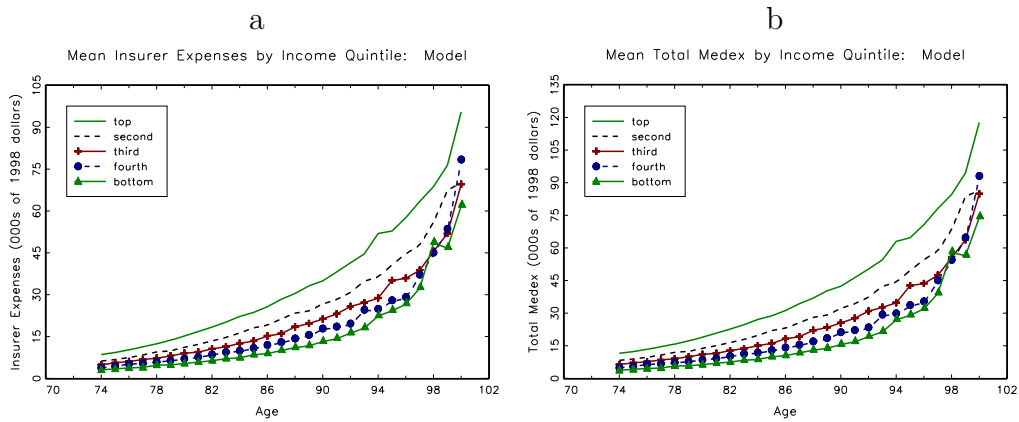 a
Mean Insurer Expenses by Income Quintile: Model
Insurer Expenses (000s of 1998 dollars)
105
90
75
60
45
30
15
0
top
second
third
fourth
bottom
70 74 78 82 86 90 94 98 102
Age
b
Mean Total Medex by Income Quintile: Model
Total Medex (000s of 1998 dollars)
135
120
105
90
75
60
45
30
15
0
top
second
third
fourth
bottom
70 74 78 82 86 90 94 98 102
Age